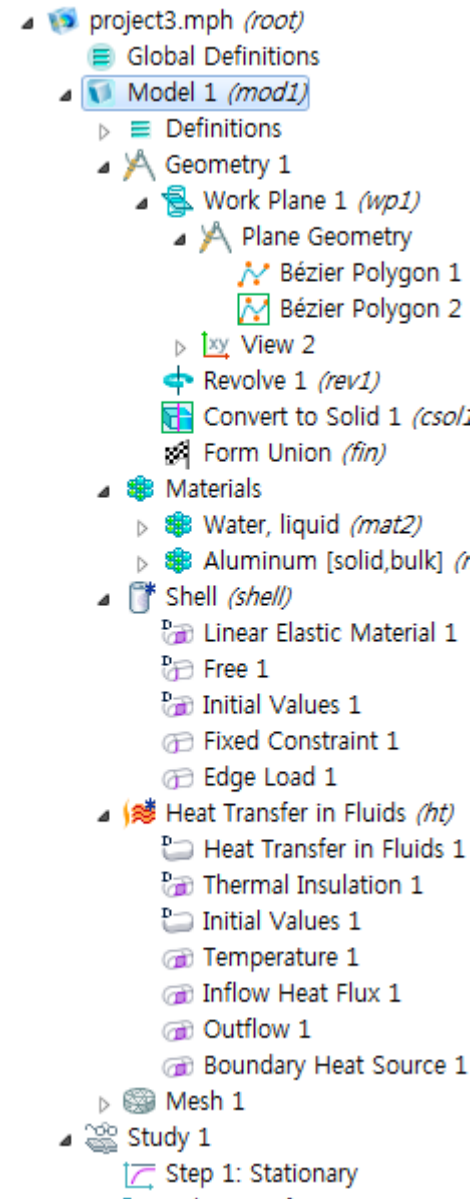 project3.mph (root)
Global Definitions
Model 1 (mod1)
Definitions
Geometry 1
Work Plane 1 (wp1)
Plane Geometry
Bézier Polygon 1
Bézier Polygon 2
xy View 2
Revolve 1 (rev1)
Convert to Solid 1 (csol1
Form Union (fin)
Materials
Water, liquid (mat2)
Aluminum [solid,bulk]
Shell (shell)
D Linear Elastic Material 1
D Free 1
D Initial Values 1
Fixed Constraint 1
Edge Load 1
Heat Transfer in Fluids (ht)
D Heat Transfer in Fluids 1
D Thermal Insulation 1
D Initial Values 1
Temperature 1
Inflow Heat Flux 1
Outflow 1
Boundary Heat Source 1
Mesh 1
Study 1
Step 1: Stationary